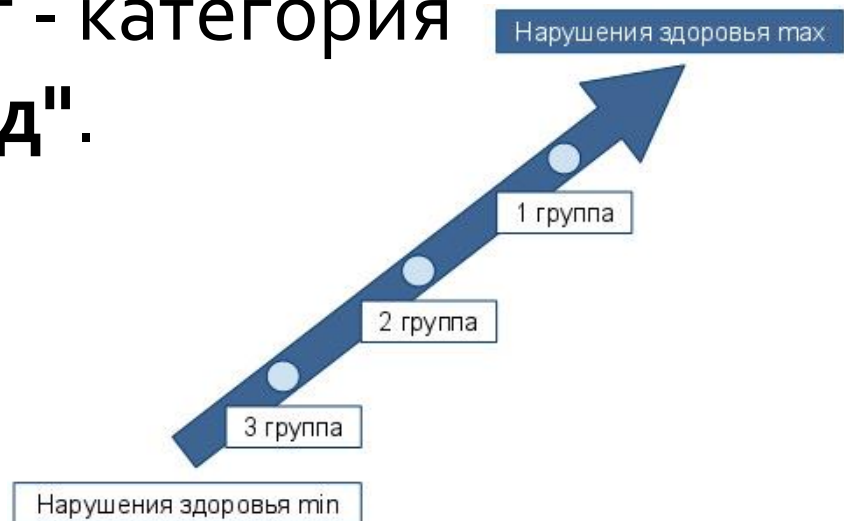 - категория
д".
Нарушения здоровья max
1 группа
2 группа
3 группа
Нарушения здоровья min